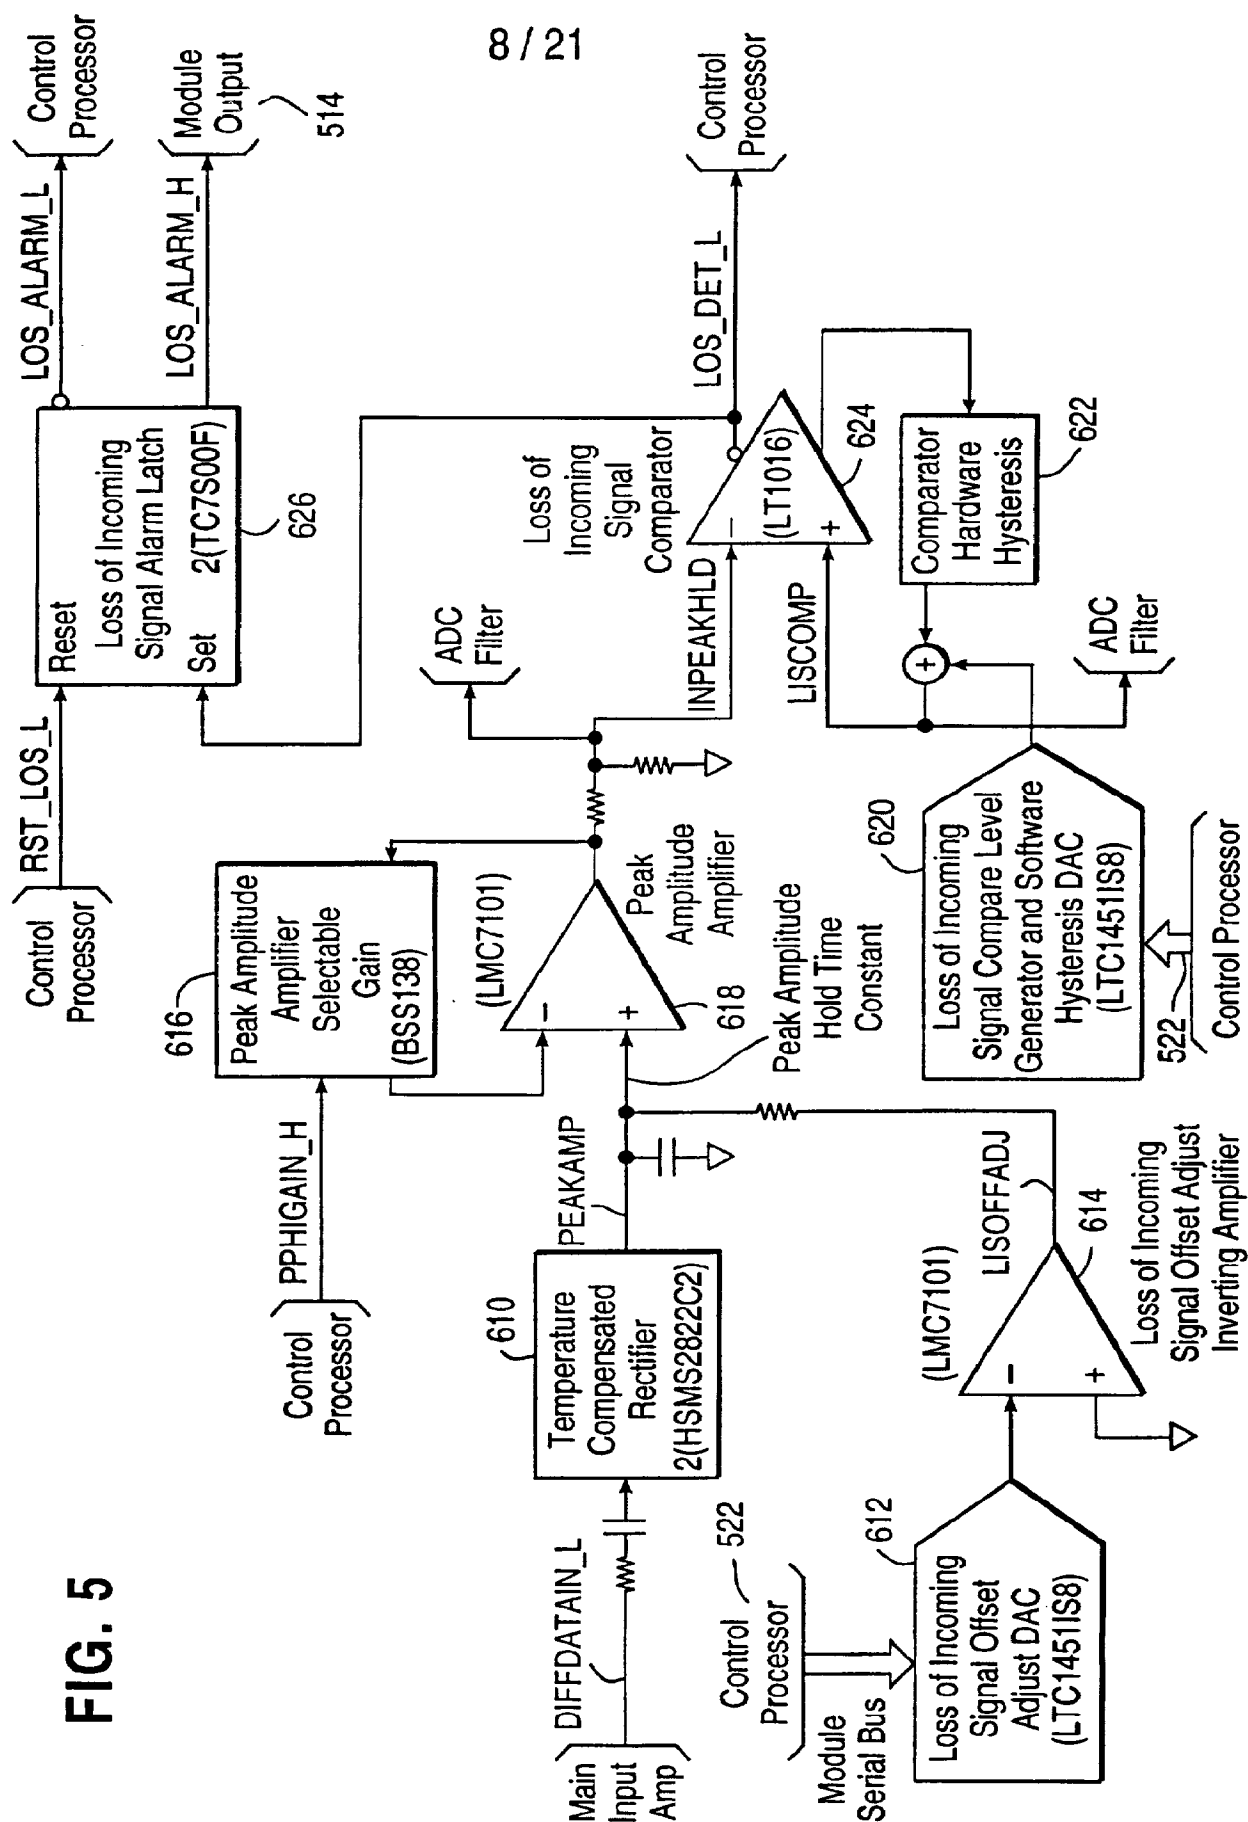 8 / 21
FIG. 5
Control
Processor
RST_LOS_L
Reset
Loss of Incoming
Signal Alarm Latch
Set 2(TC7S00F)
626
LOS_ALARM_L
Control
Processor
LOS_ALARM_H
Module
Output
514
Control
Processor
PPHIGAIN_H
616
Peak Amplitude
Amplifier
Selectable
Gain
(BSS138)
(LMC7101)
−
+
618
Peak
Amplitude
Amplifier
Peak Amplitude
Hold Time
Constant
ADC
Filter
INPEAKHLD
Loss of
Incoming
Signal
Comparator
−
(LT1016)
+
624
LOS_DET_L
Control
Processor
LISCOMP
Comparator
Hardware
Hysteresis
622
+
ADC
Filter
620
Loss of Incoming
Signal Compare Level
Generator and Software
Hysteresis DAC
(LTC1451IS8)
522
Control Processor
Main
Input
Amp
DIFFDATAIN_L
610
Temperature
Compensated
Rectifier
2(HSMS2822C2)
PEAKAMP
Control
Processor
522
Module
Serial Bus
612
Loss of Incoming
Signal Offset
Adjust DAC
(LTC1451IS8)
(LMC7101)
−
+
LISOFFADJ
614
Loss of Incoming
Signal Offset Adjust
Inverting Amplifier